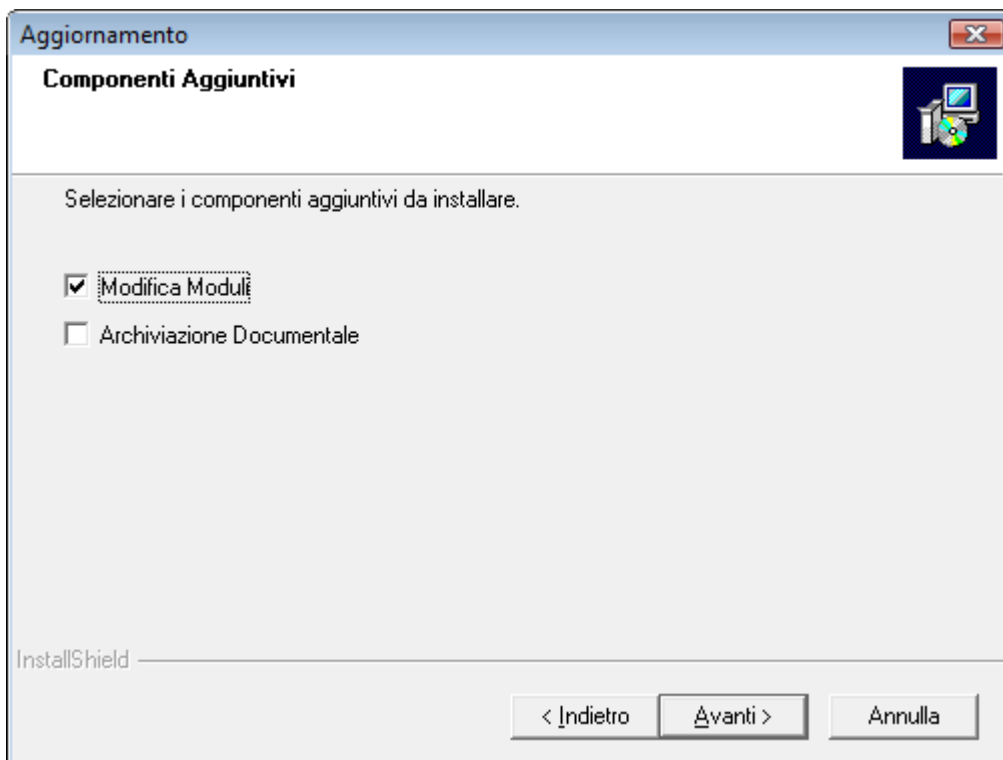 Aggiornamento
Componenti Aggiuntivi
Selezionare i componenti aggiuntivi da installare.
Modifica Moduli
Archiviazione Documentale
InstallShield
< Indietro
Avanti >
Annulla